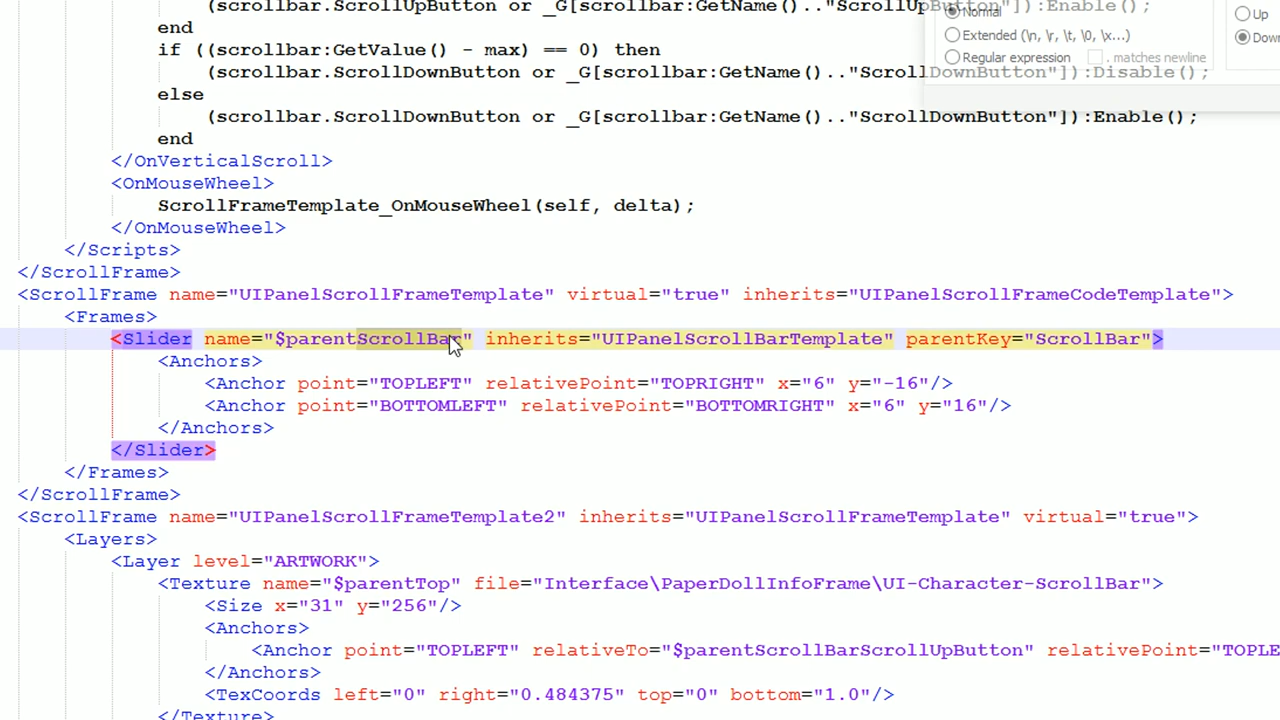 (scrollbar.ScrollUpButton or _G[scrollbar:GetName().."ScrollUpButton"]):Enable();
Normal
Up
end
Extended (\n, \r, \t, \0, \x...)
Down
if ((scrollbar:GetValue() - max) == 0) then
Regular expression
. matches newline
(scrollbar.ScrollDownButton or _G[scrollbar:GetName().."ScrollDownButton"]):Disable();
else
(scrollbar.ScrollDownButton or _G[scrollbar:GetName().."ScrollDownButton"]):Enable();
end
</OnVerticalScroll>
<OnMouseWheel>
ScrollFrameTemplate_OnMouseWheel(self, delta);
</OnMouseWheel>
</Scripts>
</ScrollFrame>
<ScrollFrame name="UIPanelScrollFrameTemplate" virtual="true" inherits="UIPanelScrollFrameCodeTemplate">
<Frames>
<Slider name="$parentScrollBar" inherits="UIPanelScrollBarTemplate" parentKey="ScrollBar">
<Anchors>
<Anchor point="TOPLEFT" relativePoint="TOPRIGHT" x="6" y="-16"/>
<Anchor point="BOTTOMLEFT" relativePoint="BOTTOMRIGHT" x="6" y="16"/>
</Anchors>
</Slider>
</Frames>
</ScrollFrame>
<ScrollFrame name="UIPanelScrollFrameTemplate2" inherits="UIPanelScrollFrameTemplate" virtual="true">
<Layers>
<Layer level="ARTWORK">
<Texture name="$parentTop" file="Interface\PaperDollInfoFrame\UI-Character-ScrollBar">
<Size x="31" y="256"/>
<Anchors>
<Anchor point="TOPLEFT" relativeTo="$parentScrollBarScrollUpButton" relativePoint="TOPLE
</Anchors>
<TexCoords left="0" right="0.484375" top="0" bottom="1.0"/>
</Texture>